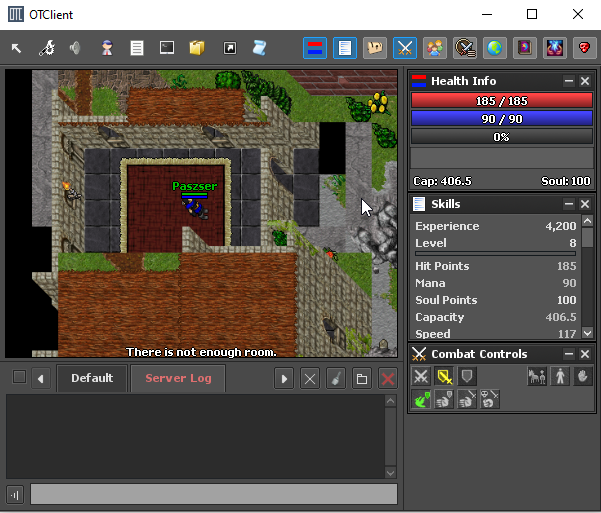 OTClient
Health Info
185 / 185
90 / 90
0%
Cap: 406.5 Soul: 100
Skills
Experience 4,200
Level 8
Hit Points 185
Mana 90
Soul Points 100
Capacity 406.5
Speed 117
Combat Controls
Paszser
There is not enough room.
Default Server Log